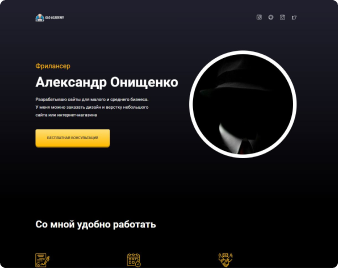 Фрилансер
Александр Онищенко
Разрабатываю сайты для малого и среднего бизнеса.
У меня можно заказать дизайн и верстку небольшого
сайта или интернет-магазина
БЕСПЛАТНАЯ КОНСУЛЬТАЦИЯ
Со мной удобно работать